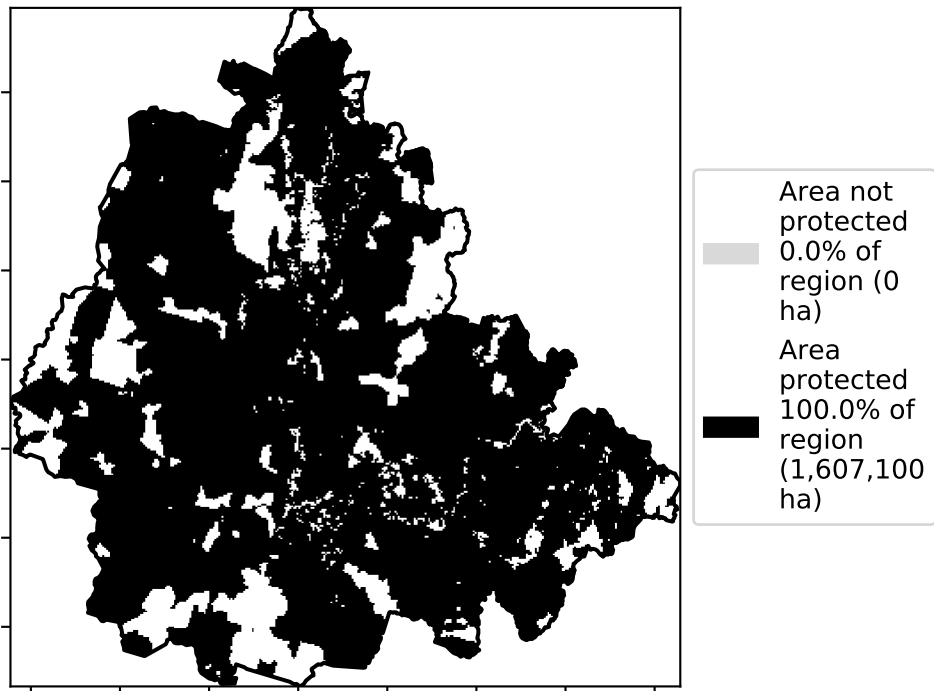 Area not
protected
0.0% of
region (0
ha)
Area
protected
100.0% of
region
(1,607,100
ha)